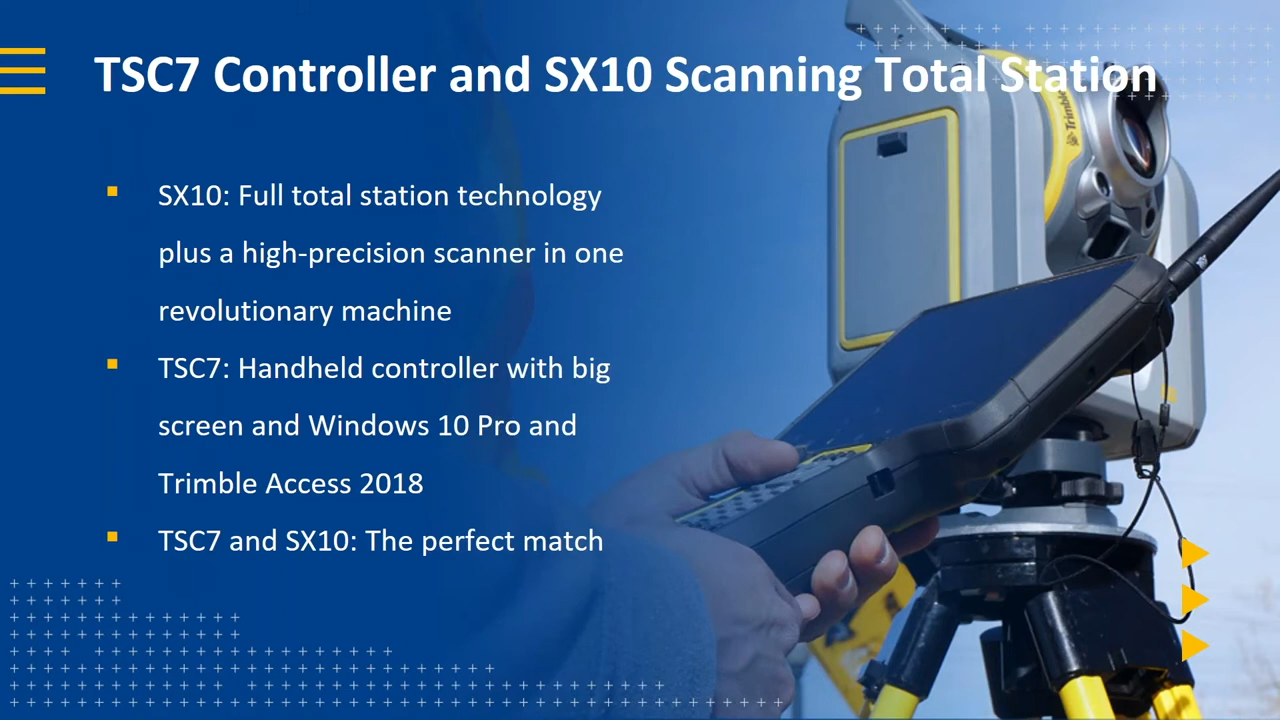 TSC7 Controller and SX10 Scanning Total Station
Trimble
SX10: Full total station technology
plus a high-precision scanner in one
revolutionary machine
TSC7: Handheld controller with big
screen and Windows 10 Pro and
Trimble Access 2018
TSC7 and SX10: The perfect match